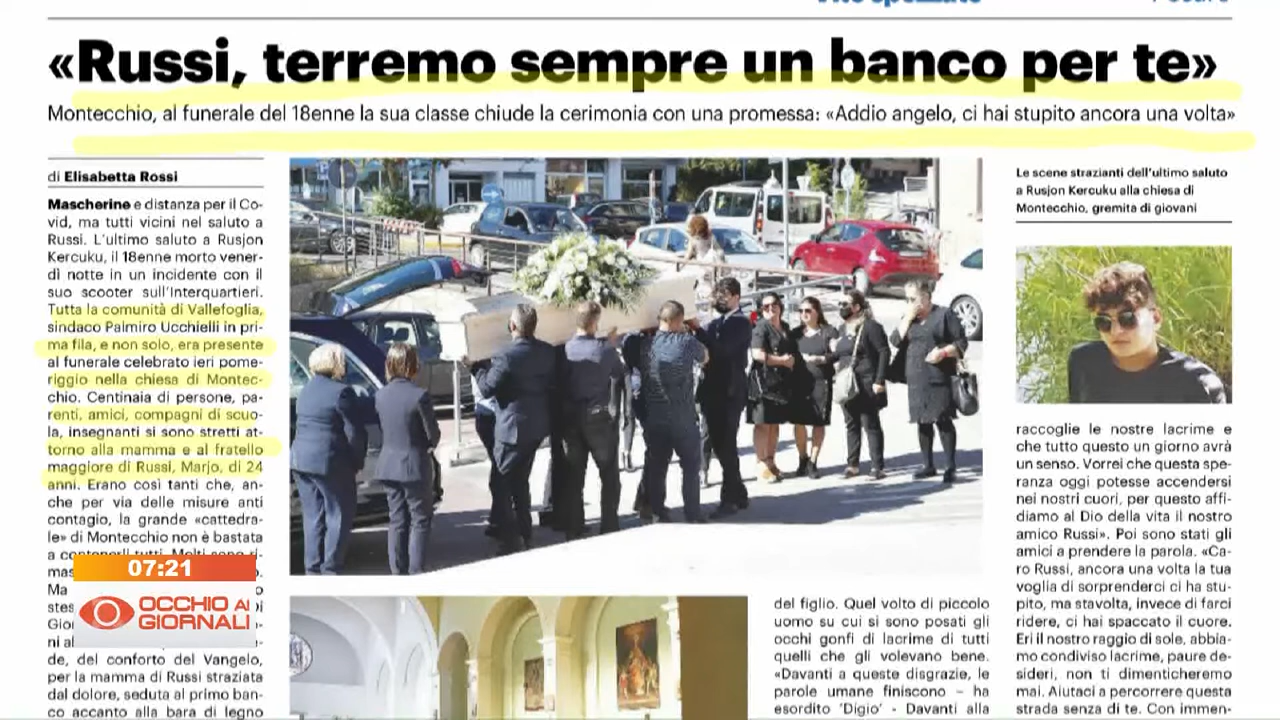 «Russi, terremo sempre un banco per te»
Montecchio, al funerale del 18enne la sua classe chiude la cerimonia con una promessa: «Addio angelo, ci hai stupito ancora una volta»
di Elisabetta Rossi
Mascherine e distanza per il Co-
vid, ma tutti vicini nel saluto a
Russi. L'ultimo saluto a Rusjon
Kercuku, il 18enne morto vener-
dì notte in un incidente con il
suo scooter sull'Interquartieri.
Tutta la comunità di Vallefoglia,
sindaco Palmiro Ucchielli in pri-
ma fila, e non solo, era presente
al funerale celebrato ieri pome-
riggio nella chiesa di Montec-
chio. Centinaia di persone, pa-
renti, amici, compagni di scuo-
la, insegnanti si sono stretti at-
torno alla mamma e al fratello
maggiore di Russi, Marjo, di 24
anni. Erano così tanti che, an-
che per via delle misure anti
contagio, la grande «cattedra-
le» di Montecchio non è bastata
a contenerli tutti. Molti sono ri-
mas
Ma
stes
Gio
ni al
de, del conforto del Vangelo,
per la mamma di Russi straziata
dal dolore, seduta al primo ban-
co accanto alla bara di legno
07:21
OCCHIO AI
GIORNALI
del figlio. Quel volto di piccolo
uomo su cui si sono posati gli
occhi gonfi di lacrime di tutti
quelli che gli volevano bene.
«Davanti a queste disgrazie, le
parole umane finiscono – ha
esordito 'Digio' - Davanti alla
Le scene strazianti dell'ultimo saluto
a Rusjon Kercuku alla chiesa di
Montecchio, gremita di giovani
raccoglie le nostre lacrime e
che tutto questo un giorno avrà
un senso. Vorrei che questa spe-
ranza oggi potesse accendersi
nei nostri cuori, per questo affi-
diamo al Dio della vita il nostro
amico Russi». Poi sono stati gli
amici a prendere la parola. «Ca-
ro Russi, ancora una volta la tua
voglia di sorprenderci ci ha stu-
pito, ma stavolta, invece di farci
ridere, ci hai spaccato il cuore.
Eri il nostro raggio di sole, abbia-
mo condiviso lacrime, paure de-
sideri, non ti dimenticheremo
mai. Aiutaci a percorrere questa
strada senza di te. Con immen-